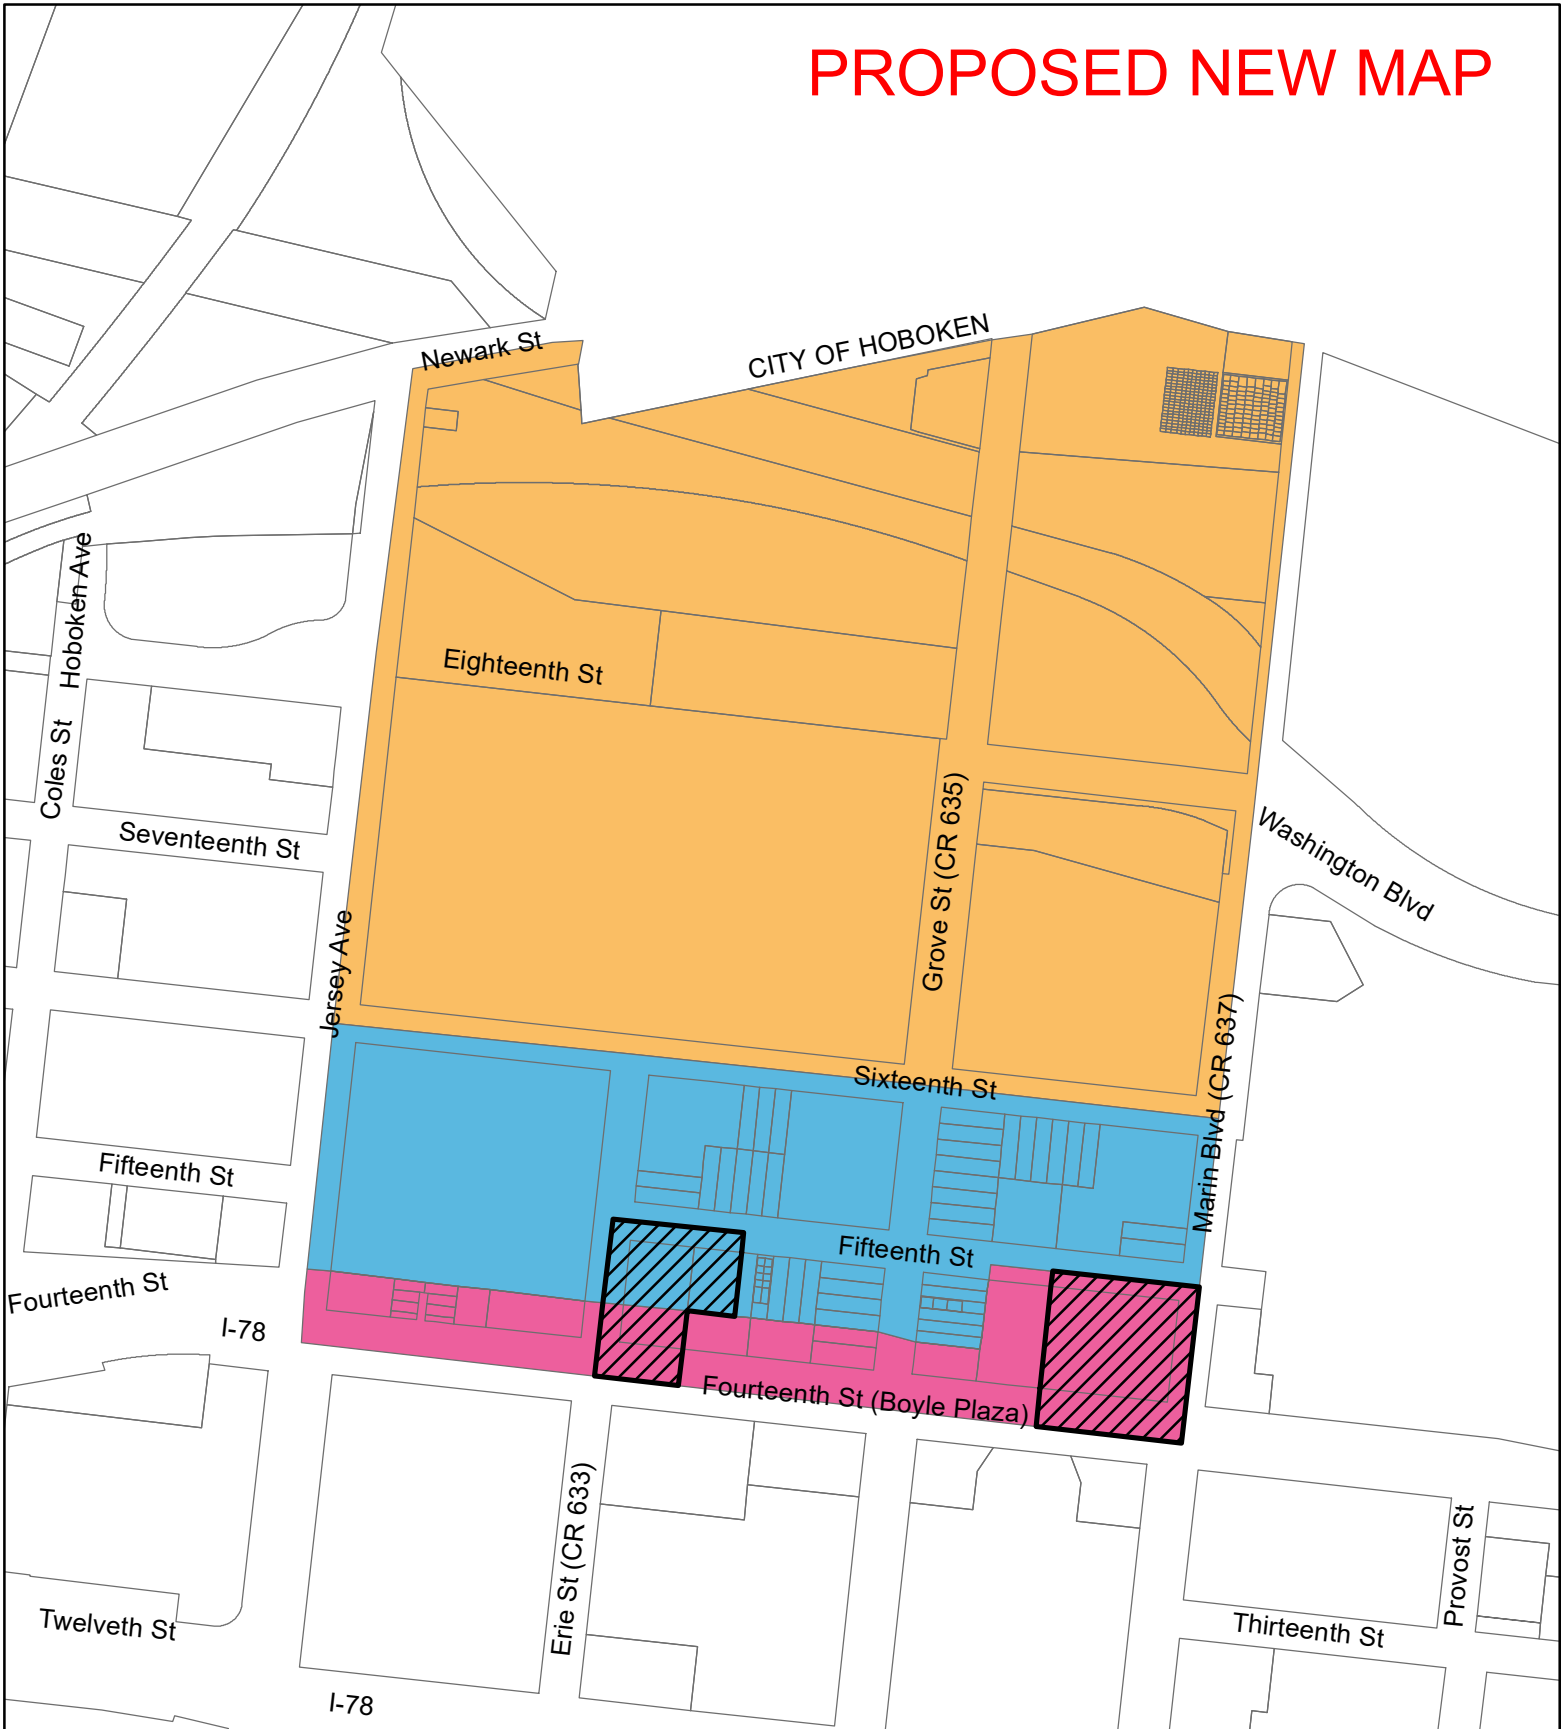 PROPOSED NEW MAP
CITY OF HOBOKEN
Newark St
Hoboken Ave
Eighteenth St
Coles St
Grove St (CR 635)
Washington Blvd
Seventeenth St
Jersey Ave
Marin Blvd (CR 637)
Sixteenth St
Fifteenth St
Fifteenth St
Fourteenth St
I-78
Fourteenth St (Boyle Plaza)
Erie St (CR 633)
Provost St
Twelveth St
Thirteenth St
I-78